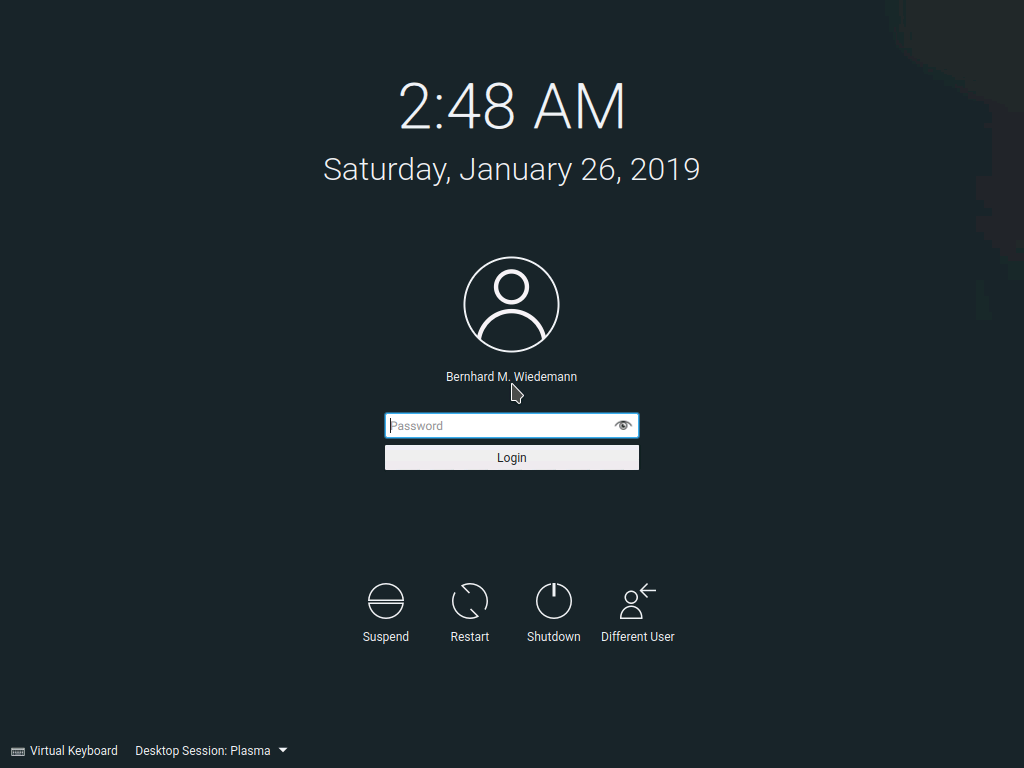 2:48 AM
Saturday, January 26, 2019
Bernhard M. Wiedemann
Password
Login
Suspend Restart Shutdown Different User
Virtual Keyboard Desktop Session: Plasma